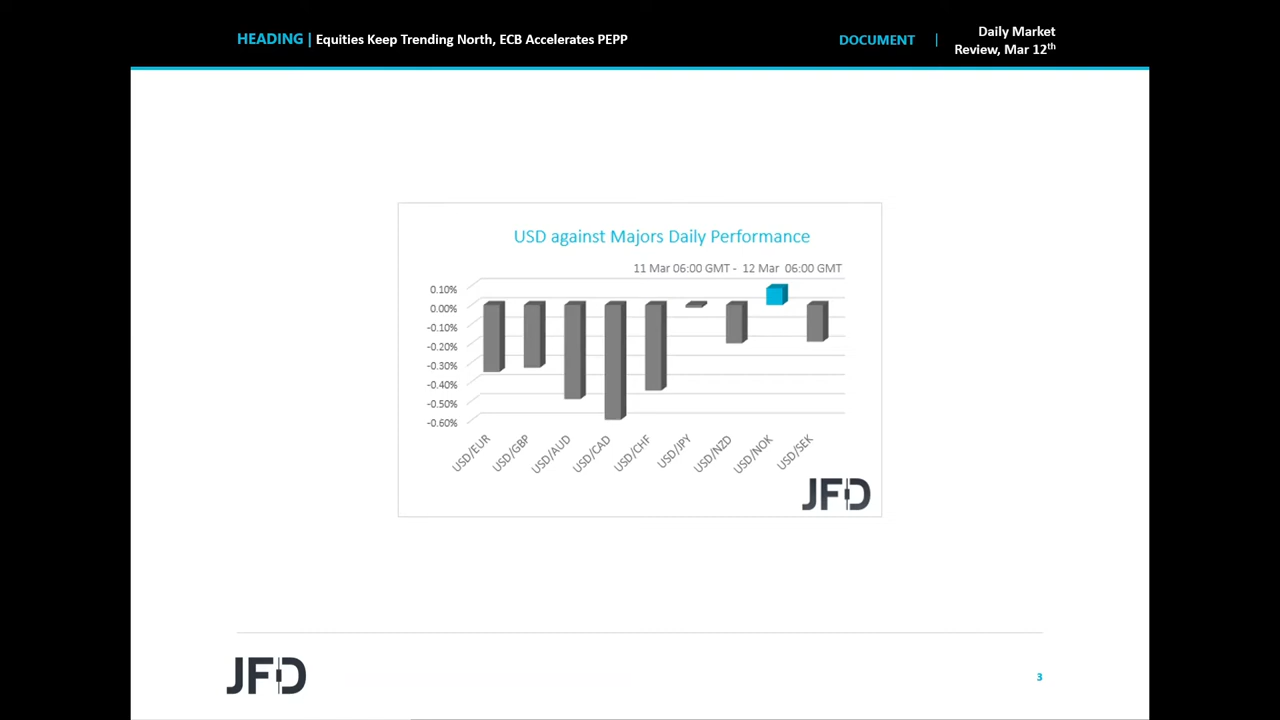 HEADING | Equities Keep Trending North, ECB Accelerates PEPP
DOCUMENT | Daily Market
Review, Mar 12th
USD against Majors Daily Performance
11 Mar 06:00 GMT - 12 Mar 06:00 GMT
0.10%
0.00%
-0.10%
-0.20%
-0.30%
-0.40%
-0.50%
-0.60%
USD/EUR
USD/GBP
USD/AUD
USD/CAD
USD/CHF
USD/JPY
USD/NZD
USD/NOK
USD/SEK
JFD
JFD
3